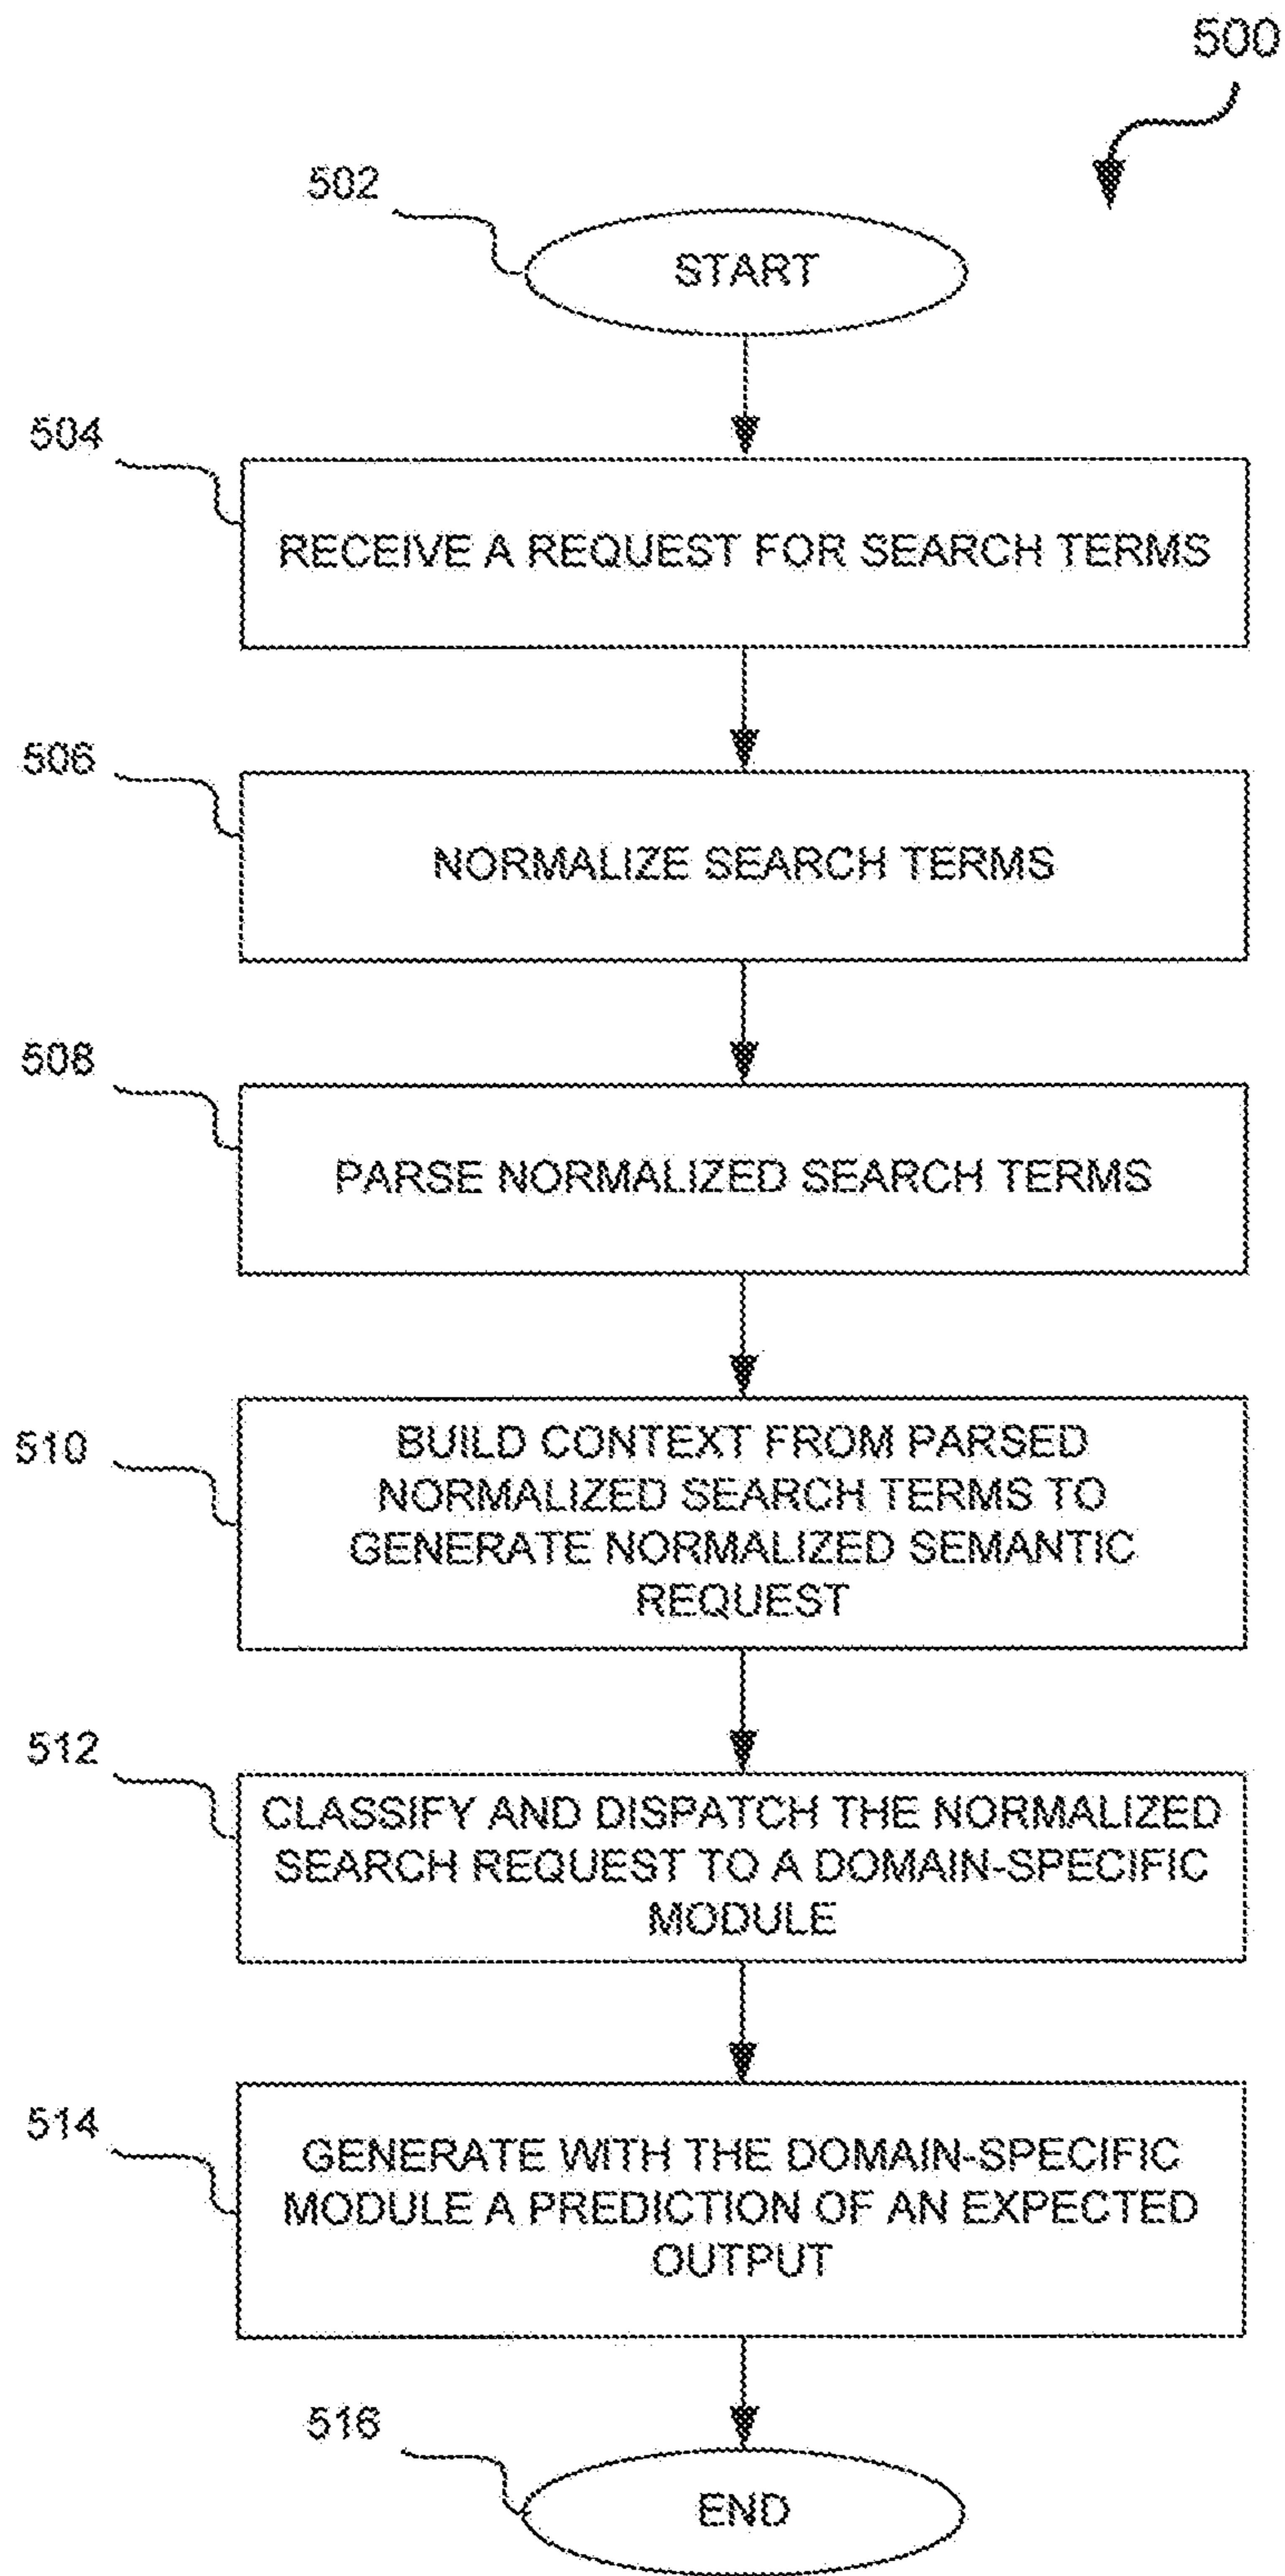 500
502
START
504
RECEIVE A REQUEST FOR SEARCH TERMS
506
NORMALIZE SEARCH TERMS
508
PARSE NORMALIZED SEARCH TERMS
510
BUILD CONTEXT FROM PARSED
NORMALIZED SEARCH TERMS TO
GENERATE NORMALIZED SEMANTIC
REQUEST
512
CLASSIFY AND DISPATCH THE NORMALIZED
SEARCH REQUEST TO A DOMAIN-SPECIFIC
MODULE
514
GENERATE WITH THE DOMAIN-SPECIFIC
MODULE A PREDICTION OF AN EXPECTED
OUTPUT
516
END